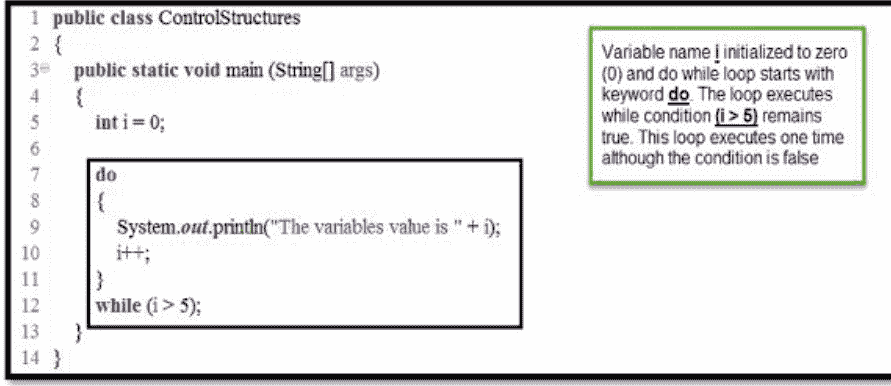 1 public class ControlStructures
2 {
3 public static void main (String[] args)
4 {
5 int i = 0;
6
7 do
8 {
9 System.out.println("The variables value is " + i);
10 i++;
11 }
12 while (i > 5);
13 }
14 }
Variable name i initialized to zero
(0) and do while loop starts with
keyword do. The loop executes
while condition (i > 5) remains
true. This loop executes one time
although the condition is false